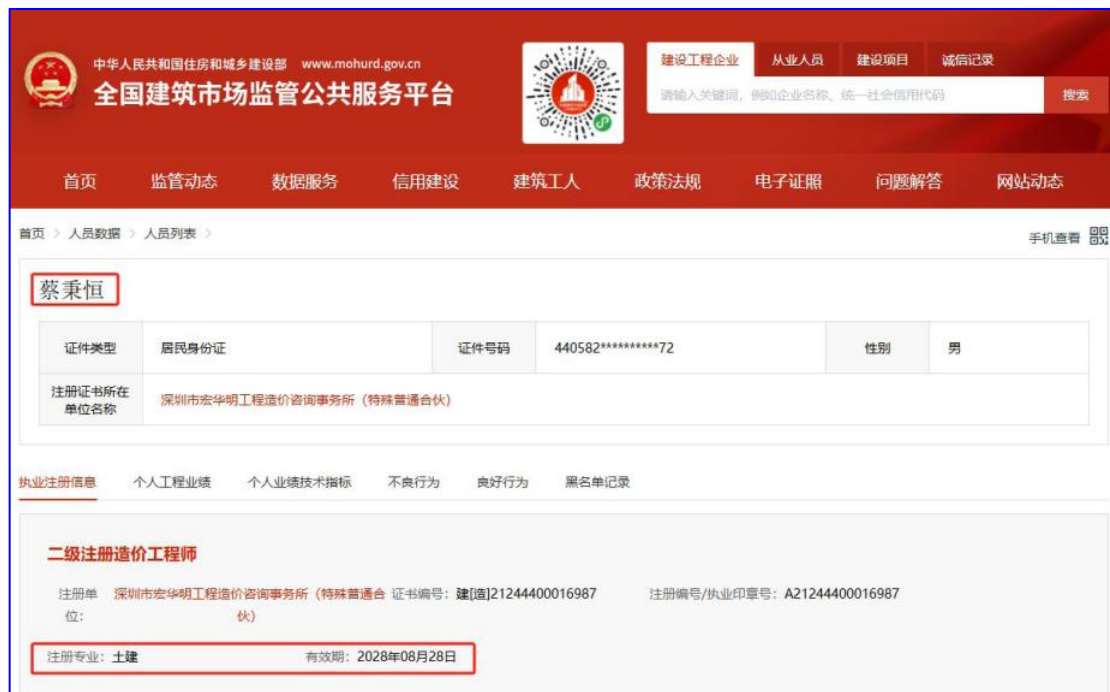 中华人民共和国住房和城乡建设部 www.mohurd.gov.cn
全国建筑市场监管公共服务平台
建设工程企业 从业人员 建设项目 诚信记录
请输入关键词，例如企业名称、统一社会信用代码 搜索
首页 监管动态 数据服务 信用建设 建筑工人 政策法规 电子证照 问题解答 网站动态
首页 > 人员数据 > 人员列表 > 手机查看
蔡秉恒
证件类型 居民身份证 证件号码 440582**********72 性别 男
注册证书所在
单位名称 深圳市宏华明工程造价咨询事务所（特殊普通合伙）
执业注册信息 个人工程业绩 个人业绩技术指标 不良行为 良好行为 黑名单记录
二级注册造价工程师
注册单 深圳市宏华明工程造价咨询事务所（特殊普通合 证书编号：建[造]21244400016987 注册编号/执业印章号：A21244400016987
位： 伙）
注册专业：土建 有效期：2028年08月28日